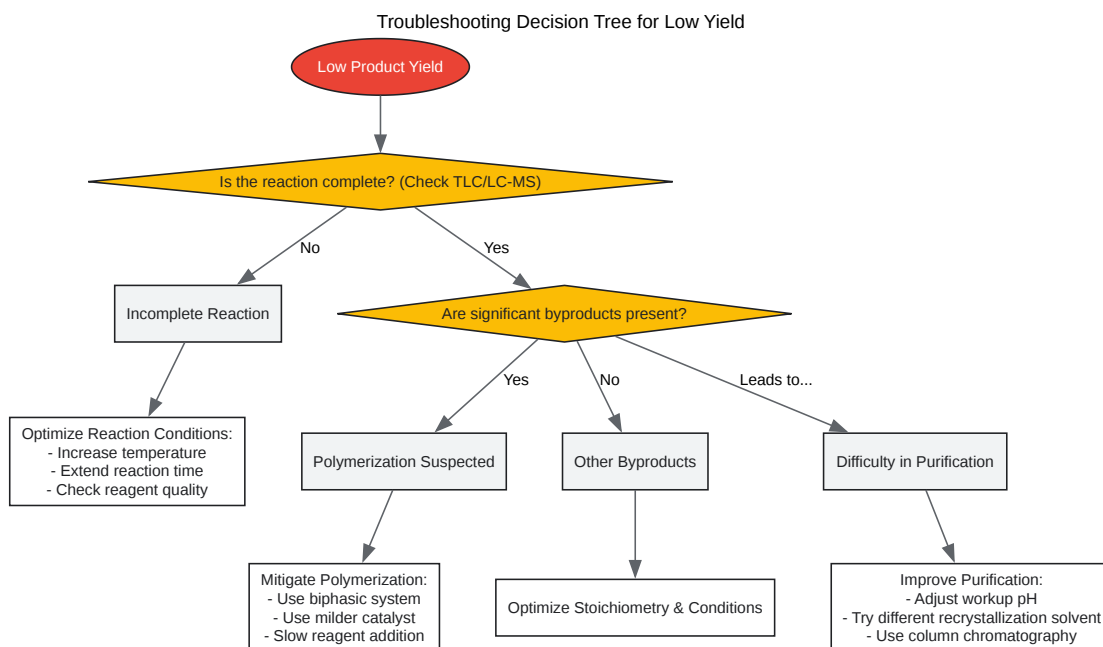 Troubleshooting Decision Tree for Low Yield
Low Product Yield
Is the reaction complete? (Check TLC/LC-MS)
No
Yes
Incomplete Reaction
Are significant byproducts present?
Yes
No
Leads to...
Optimize Reaction Conditions:
- Increase temperature
- Extend reaction time
- Check reagent quality
Polymerization Suspected
Other Byproducts
Difficulty in Purification
Mitigate Polymerization:
- Use biphasic system
- Use milder catalyst
- Slow reagent addition
Optimize Stoichiometry & Conditions
Improve Purification:
- Adjust workup pH
- Try different recrystallization solvent
- Use column chromatography